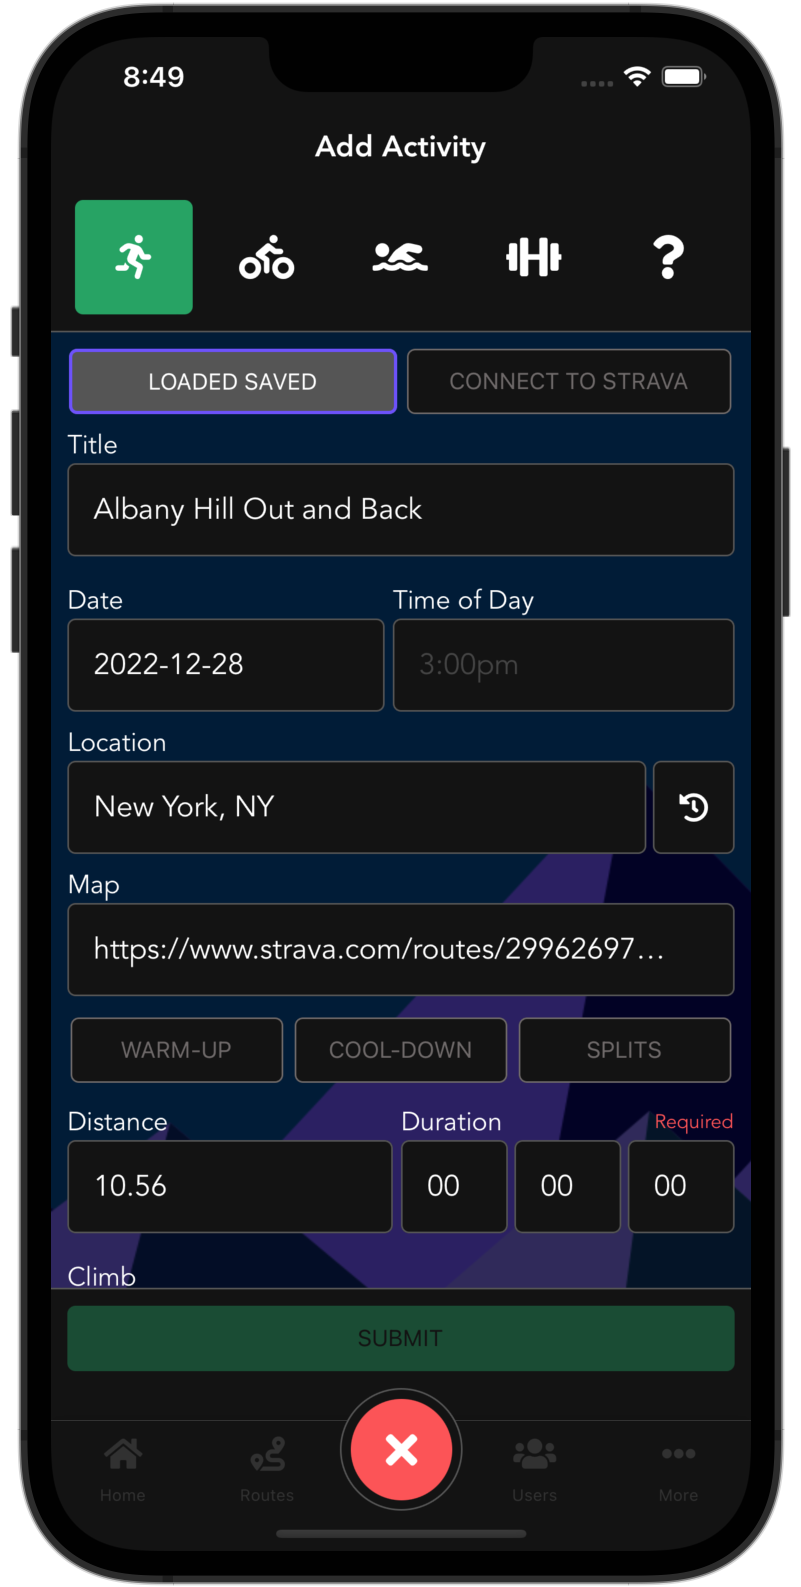 8:49
Add Activity
?
LOADED SAVED
CONNECT TO STRAVA
Title
Albany Hill Out and Back
Date
Time of Day
2022-12-28
3:00pm
Location
New York, NY
Map
https://www.strava.com/routes/29962697...
WARM-UP
COOL-DOWN
SPLITS
Distance
Duration
Required
10.56
00
00
00
Climb
SUBMIT
Home
Routes
Users
More